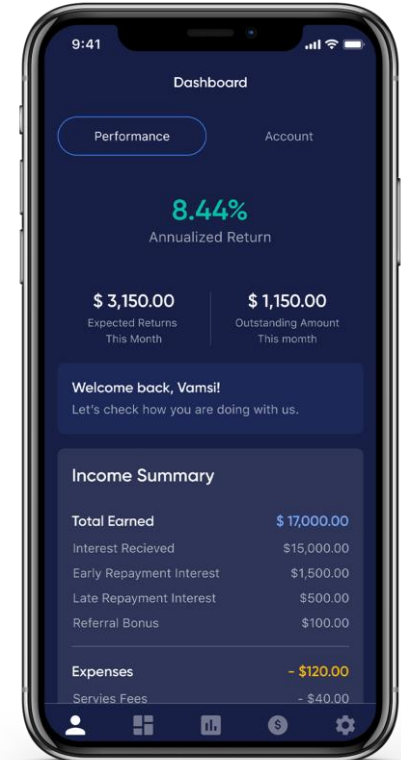 9:41
Dashboard
Performance Account
8.44%
Annualized Return
$ 3,150.00 $ 1,150.00
Expected Returns Outstanding Amount
This Month This momth
Welcome back, Vamsi!
Let's check how you are doing with us.
Income Summary
Total Earned $ 17,000.00
Interest Recieved $15,000.00
Early Repayment Interest $1,500.00
Late Repayment Interest $500.00
Referral Bonus $100.00
Expenses - $120.00
Servies Fees - $40.00